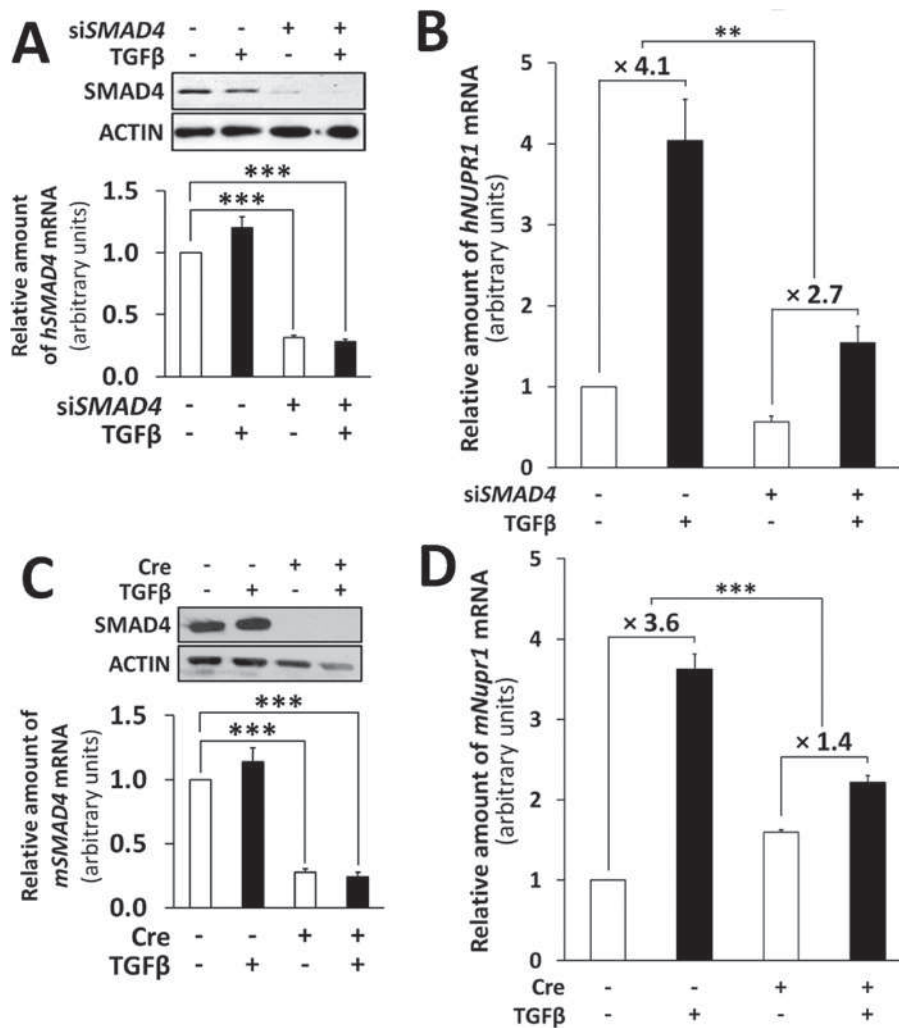 A
siSMAD4 - - + +
TGFβ - + - +
SMAD4
ACTIN
***
***
Relative amount
of hSMAD4 mRNA
(arbitrary units)
1.5
1.0
0.5
0.0
siSMAD4 - - + +
TGFβ - + - +
B
**
× 4.1
× 2.7
Relative amount of hNUPR1 mRNA
(arbitrary units)
5
4
3
2
1
0
siSMAD4 - - + +
TGFβ - + - +
C
Cre - - + +
TGFβ - + - +
SMAD4
ACTIN
***
***
Relative amount of
mSMAD4 mRNA
(arbitrary units)
1.5
1.0
0.5
0.0
Cre - - + +
TGFβ - + - +
D
***
× 3.6
× 1.4
Relative amount of mNupr1 mRNA
(arbitrary units)
5
4
3
2
1
0
Cre - - + +
TGFβ - + - +